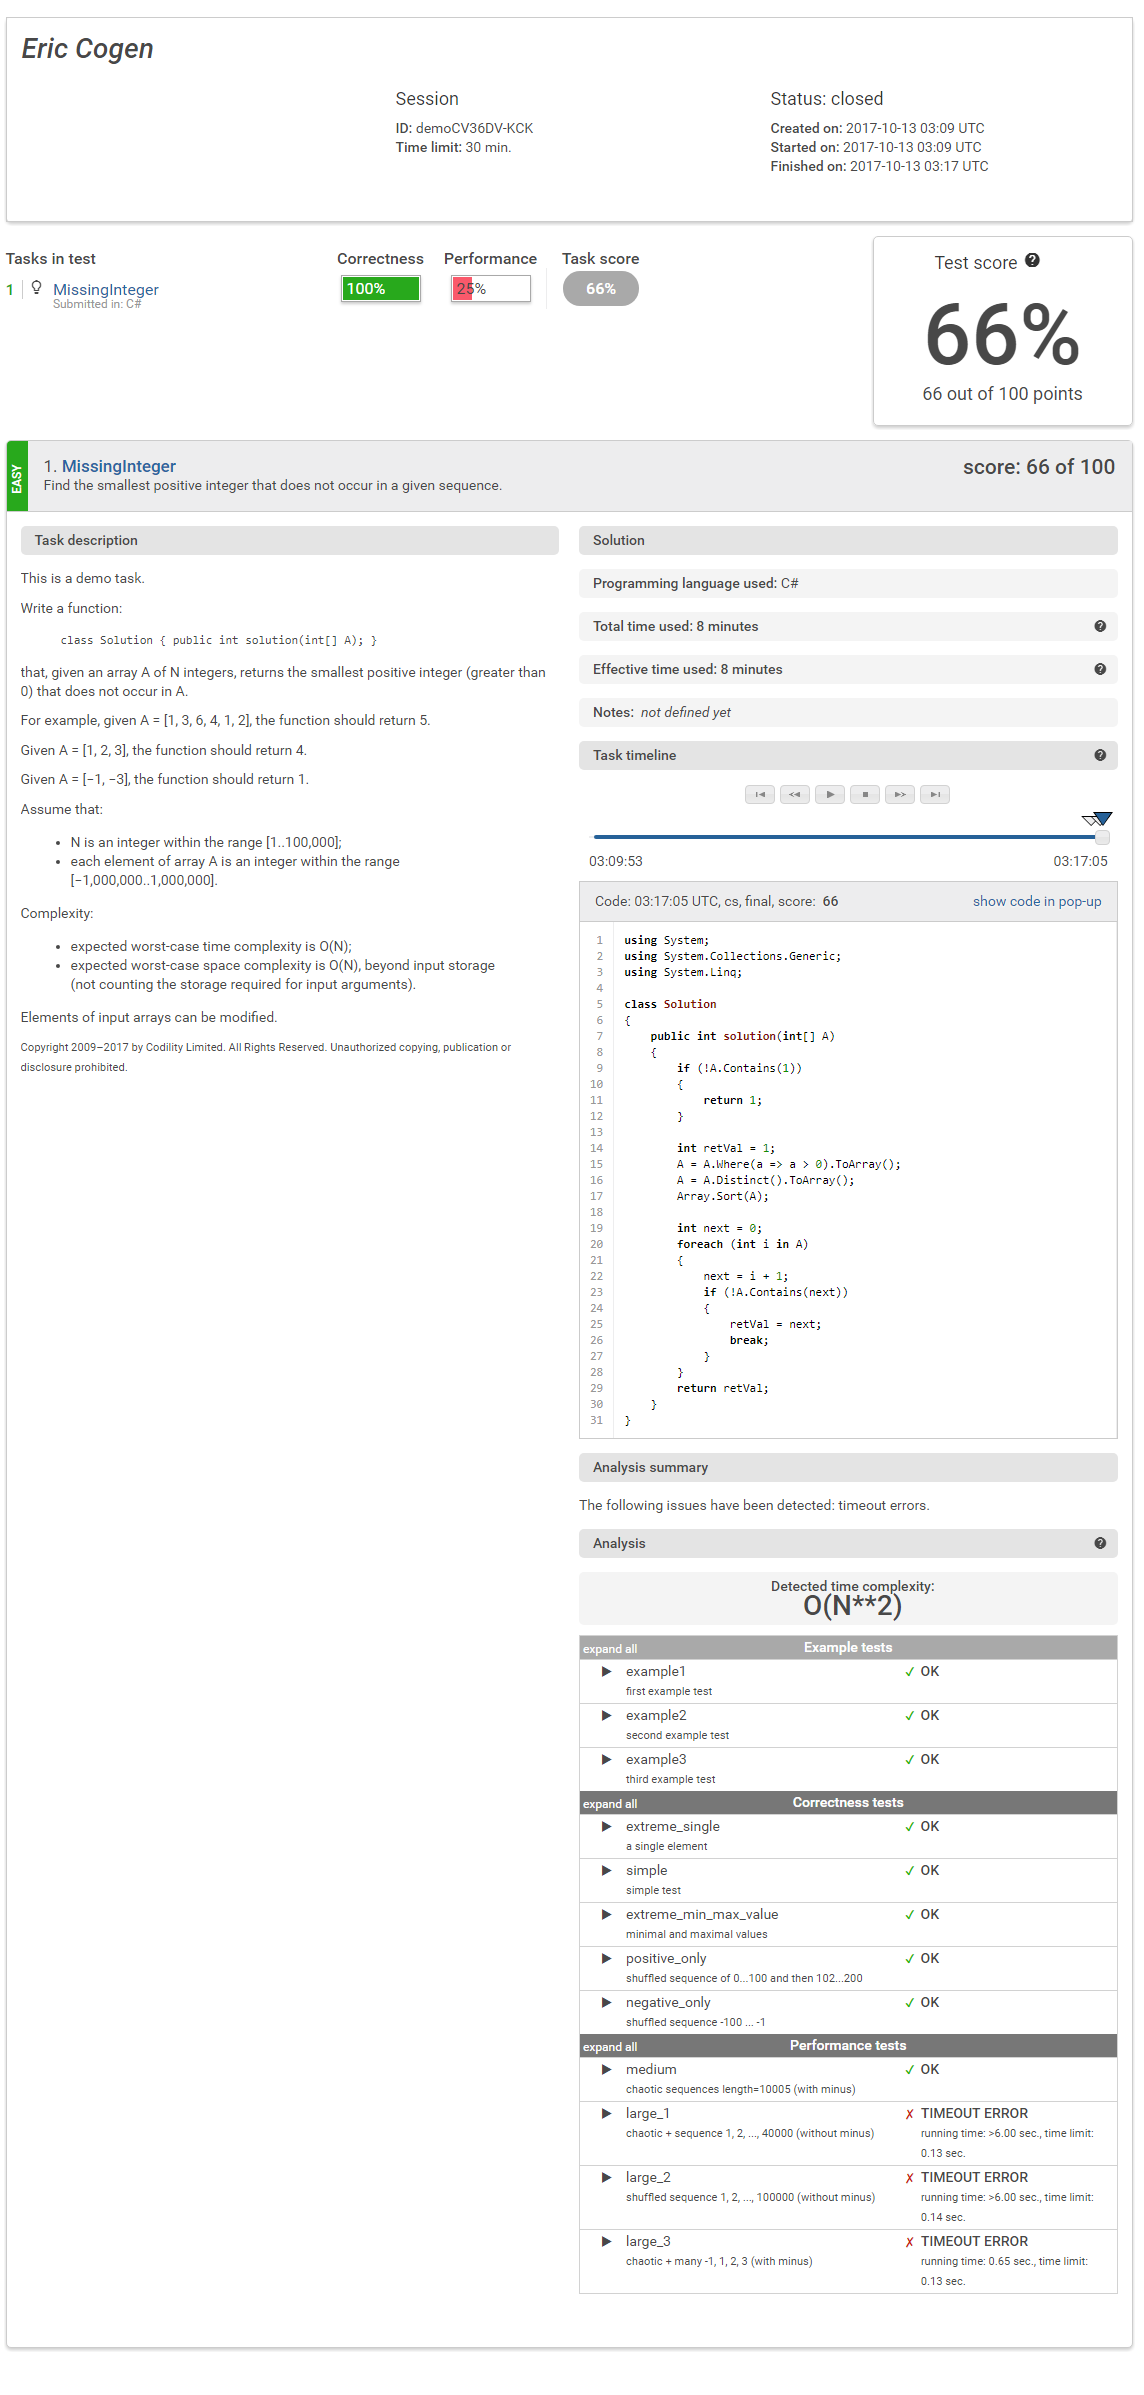 Eric Cogen
Session
ID: demoCV36DV-KCK
Time limit: 30 min.
Status: closed
Created on: 2017-10-13 03:09 UTC
Started on: 2017-10-13 03:09 UTC
Finished on: 2017-10-13 03:17 UTC
Tasks in test
Correctness
Performance
Task score
1
MissingInteger
Submitted in: C#
100%
25%
66%
Test score
66%
66 out of 100 points
EASY
1. MissingInteger
Find the smallest positive integer that does not occur in a given sequence.
score: 66 of 100
Task description
This is a demo task.
Write a function:
class Solution { public int solution(int[] A); }
that, given an array A of N integers, returns the smallest positive integer (greater than
0) that does not occur in A.
For example, given A = [1, 3, 6, 4, 1, 2], the function should return 5.
Given A = [1, 2, 3], the function should return 4.
Given A = [−1, −3], the function should return 1.
Assume that:
• N is an integer within the range [1..100,000];
• each element of array A is an integer within the range
[−1,000,000..1,000,000].
Complexity:
• expected worst-case time complexity is O(N);
• expected worst-case space complexity is O(N), beyond input storage
(not counting the storage required for input arguments).
Elements of input arrays can be modified.
Copyright 2009–2017 by Codility Limited. All Rights Reserved. Unauthorized copying, publication or
disclosure prohibited.
Solution
Programming language used: C#
Total time used: 8 minutes
Effective time used: 8 minutes
Notes: not defined yet
Task timeline
03:09:53
03:17:05
Code: 03:17:05 UTC, cs, final, score: 66
show code in pop-up
1 using System;
2 using System.Collections.Generic;
3 using System.Linq;
4
5 class Solution
6 {
7     public int solution(int[] A)
8     {
9         if (!A.Contains(1))
10         {
11             return 1;
12         }
13
14         int retVal = 1;
15         A = A.Where(a => a > 0).ToArray();
16         A = A.Distinct().ToArray();
17         Array.Sort(A);
18
19         int next = 0;
20         foreach (int i in A)
21         {
22             next = i + 1;
23             if (!A.Contains(next))
24             {
25                 retVal = next;
26                 break;
27             }
28         }
29         return retVal;
30     }
31 }
Analysis summary
The following issues have been detected: timeout errors.
Analysis
Detected time complexity:
O(N**2)
expand all Example tests
example1 ✓ OK
first example test
example2 ✓ OK
second example test
example3 ✓ OK
third example test
expand all Correctness tests
extreme_single ✓ OK
a single element
simple ✓ OK
simple test
extreme_min_max_value ✓ OK
minimal and maximal values
positive_only ✓ OK
shuffled sequence of 0...100 and then 102...200
negative_only ✓ OK
shuffled sequence -100 ... -1
expand all Performance tests
medium ✓ OK
chaotic sequences length=10005 (with minus)
large_1 ✗ TIMEOUT ERROR
chaotic + sequence 1, 2, ..., 40000 (without minus) running time: >6.00 sec., time limit:
0.13 sec.
large_2 ✗ TIMEOUT ERROR
shuffled sequence 1, 2, ..., 100000 (without minus) running time: >6.00 sec., time limit:
0.14 sec.
large_3 ✗ TIMEOUT ERROR
chaotic + many -1, 1, 2, 3 (with minus) running time: 0.65 sec., time limit:
0.13 sec.